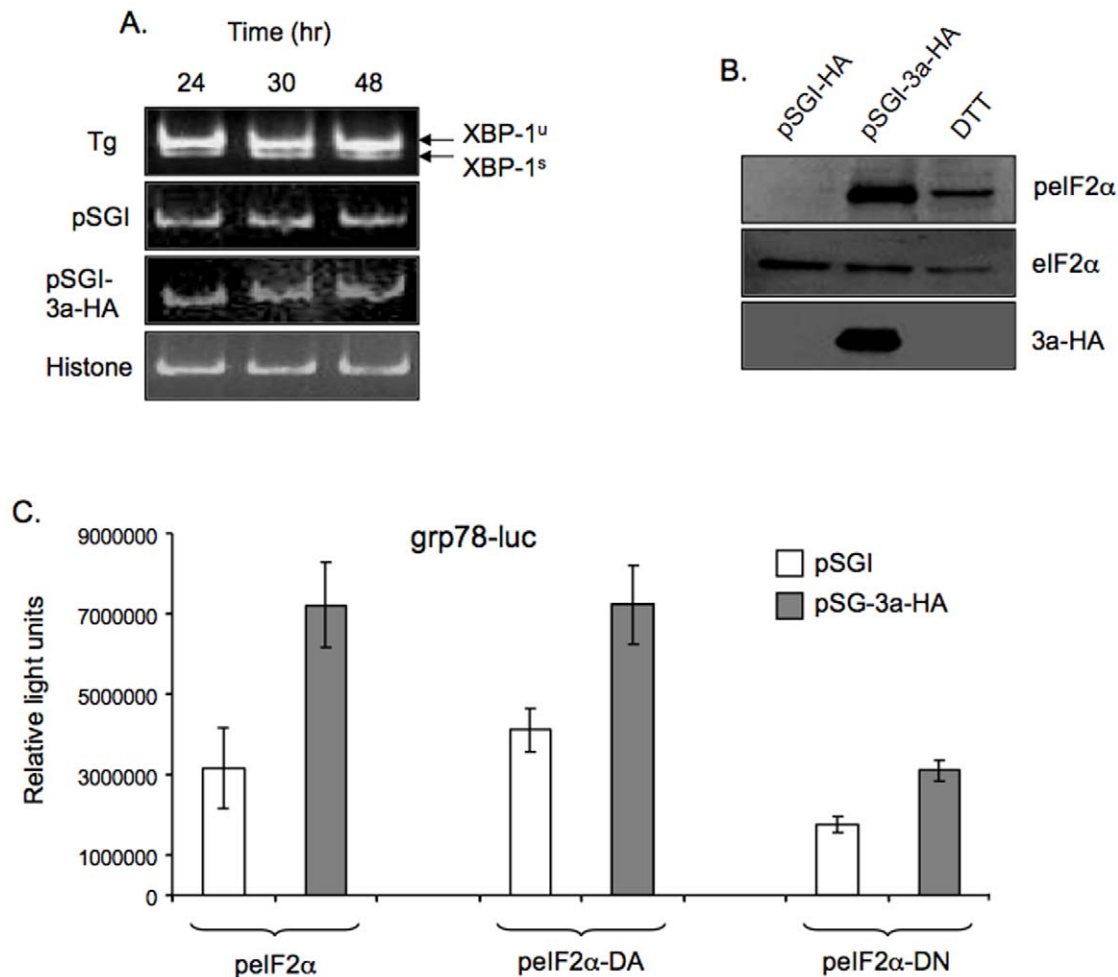 A.
Time (hr)
24 30 48
Tg
XBP-1ᵘ
XBP-1ˢ
pSGI
pSGI-
3a-HA
Histone
B.
pSGI-HA
pSGI-3a-HA
DTT
peIF2α
eIF2α
3a-HA
C.
grp78-luc
pSGI
pSG-3a-HA
Relative light units
9000000
7000000
5000000
3000000
1000000
0
peIF2α
peIF2α-DA
peIF2α-DN